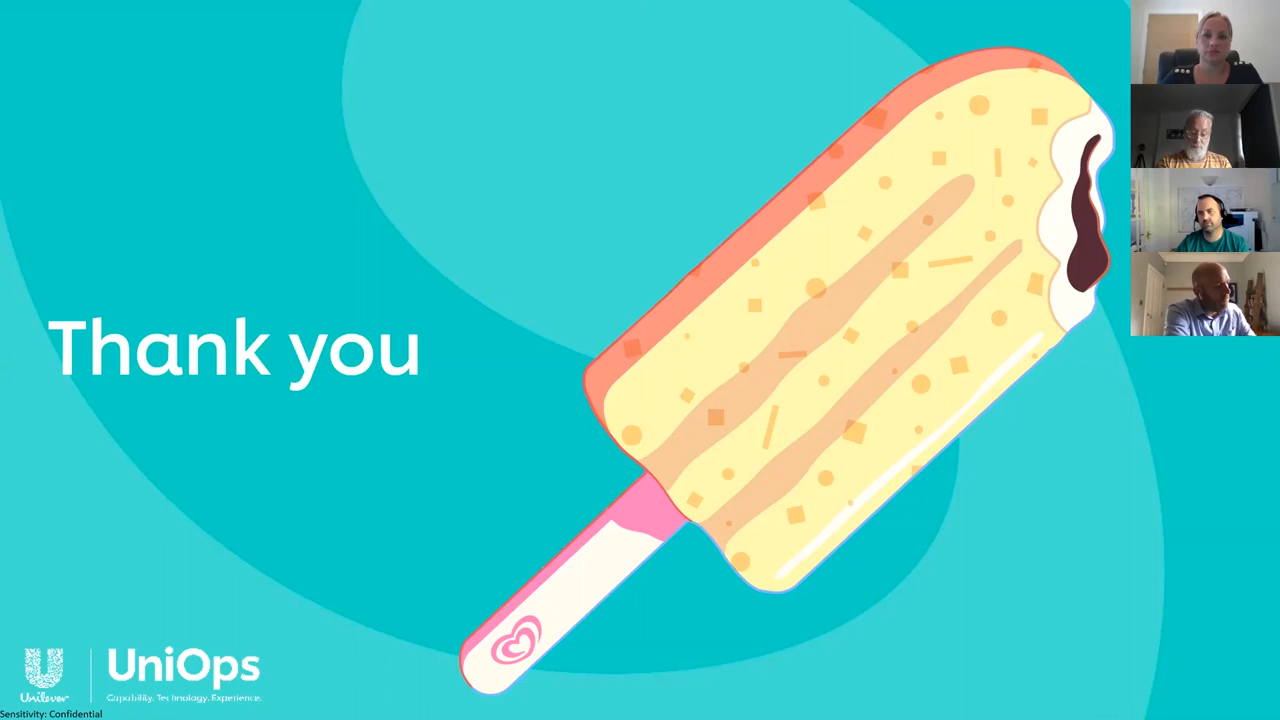 Thank you
Unilever
UniOps
Capability. Technology. Experience.
Sensitivity: Confidential